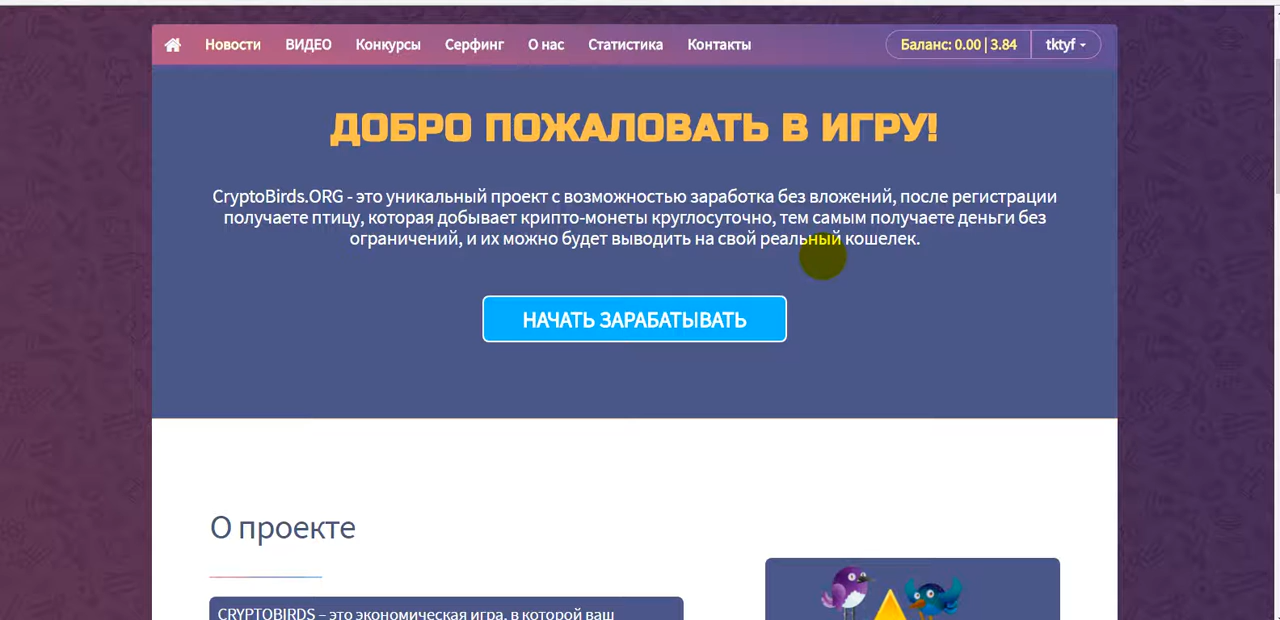 Новости ВИДЕО Конкурсы Серфинг О нас Статистика Контакты Баланс: 0.00 | 3.84 tktyf
ДОБРО ПОЖАЛОВАТЬ В ИГРУ!
CryptoBirds.ORG - это уникальный проект с возможностью заработка без вложений, после регистрации
получаете птицу, которая добывает крипто-монеты круглосуточно, тем самым получаете деньги без
ограничений, и их можно будет выводить на свой реальный кошелек.
НАЧАТЬ ЗАРАБАТЫВАТЬ
О проекте
CRYPTOBIRDS – это экономическая игра, в которой ваш